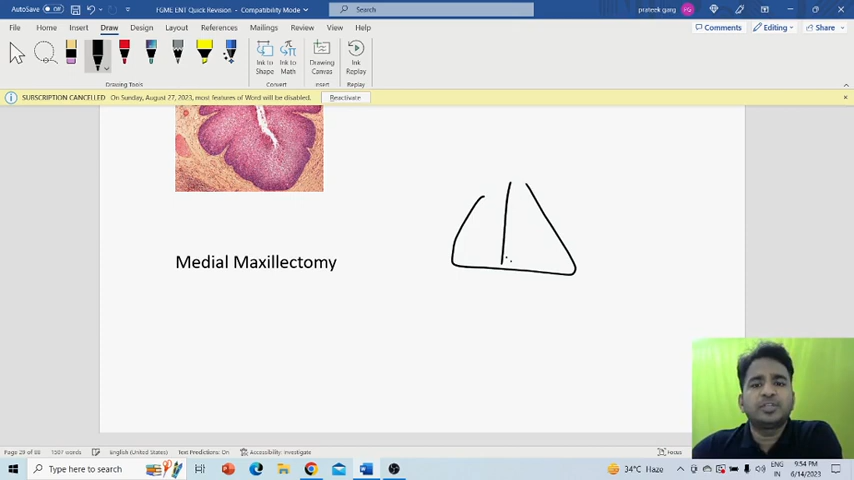 AutoSave Off
FGME ENT Quick Revision - Compatibility Mode
Search
prateek garg
FG
File Home Insert Draw Design Layout References Mailings Review View Help
Comments Editing Share
Ink to Shape
Ink to Math
Drawing Canvas
Ink Replay
Drawing Tools Convert Insert Replay
SUBSCRIPTION CANCELLED On Sunday, August 27, 2023, most features of Word will be disabled. Reactivate
Medial Maxillectomy
1587 words English (United States) Text Predictions: On Accessibility: Investigate Focus
Type here to search
34°C Haze
ENG
IN
9:54 PM
6/14/2023